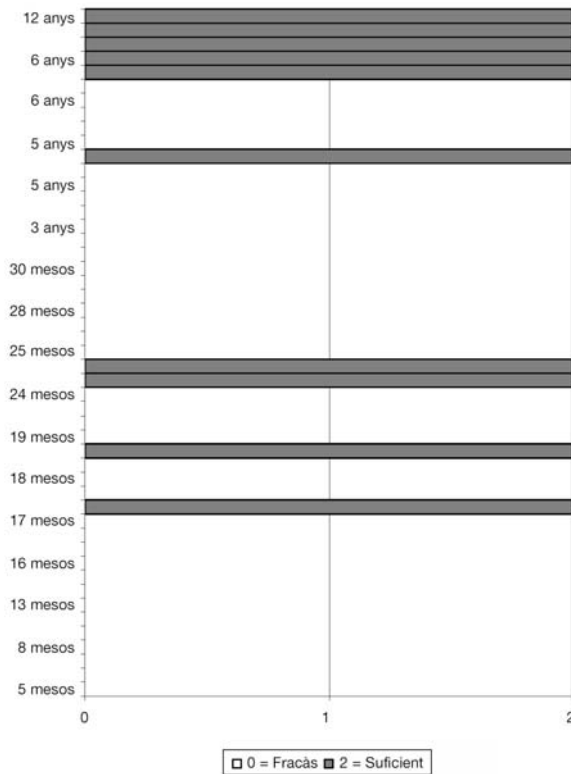 12 anys
6 anys
6 anys
5 anys
5 anys
3 anys
30 mesos
28 mesos
25 mesos
24 mesos
19 mesos
18 mesos
17 mesos
16 mesos
13 mesos
8 mesos
5 mesos
0 1 2
0 = Fracàs 2 = Suficient